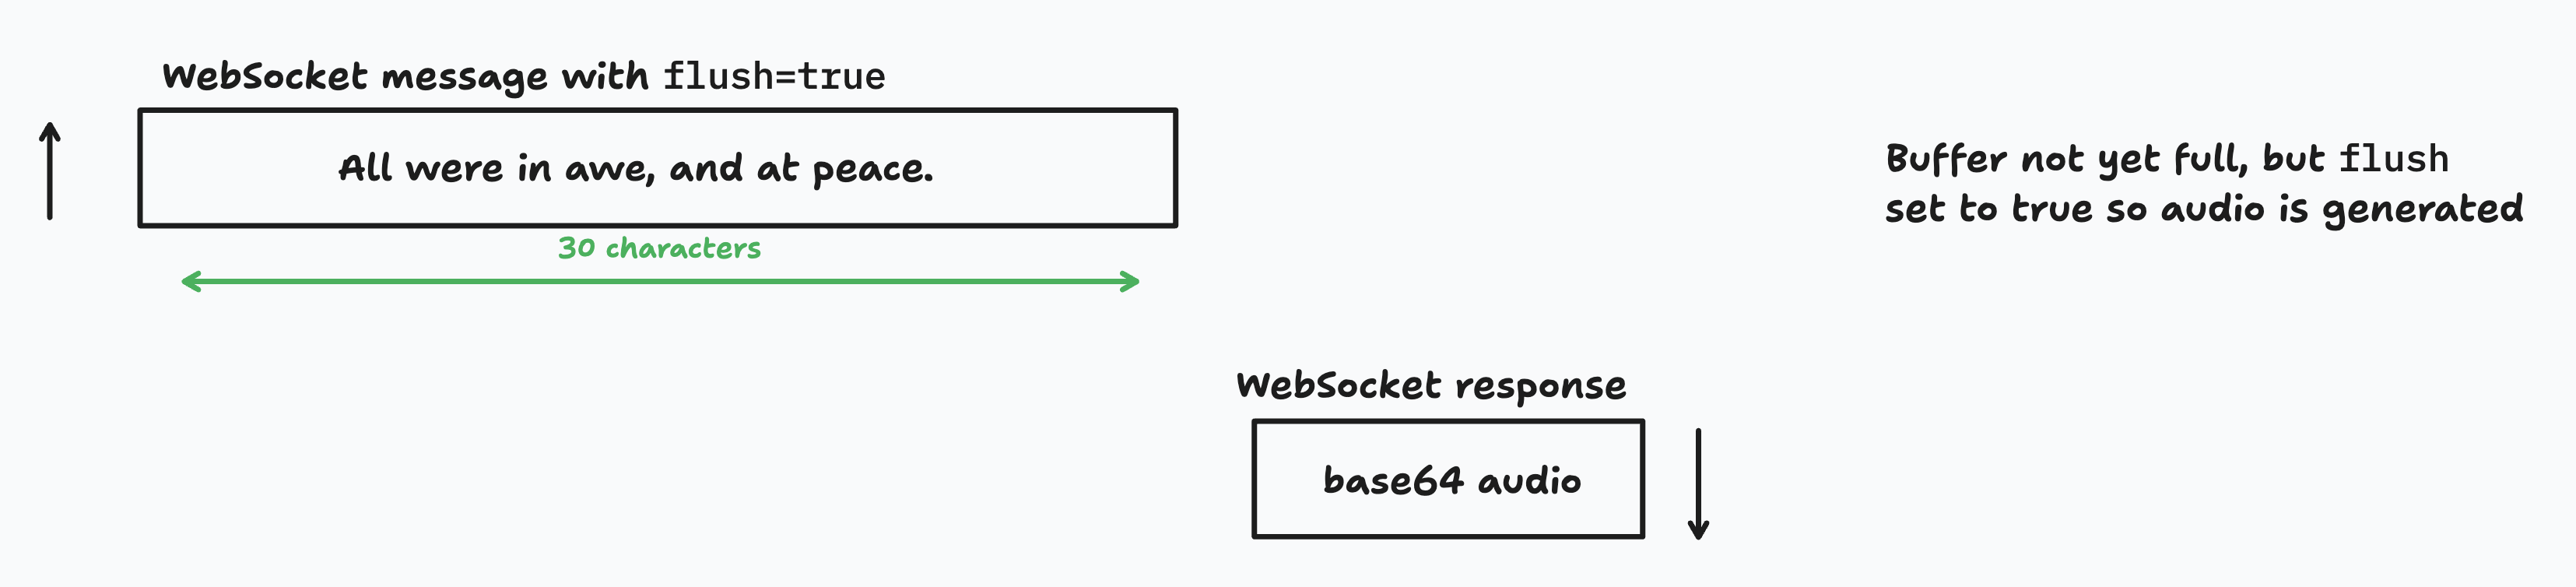 WebSocket message with flush=true
All were in awe, and at peace.
30 characters
Buffer not yet full, but flush
set to true so audio is generated
WebSocket response
base64 audio